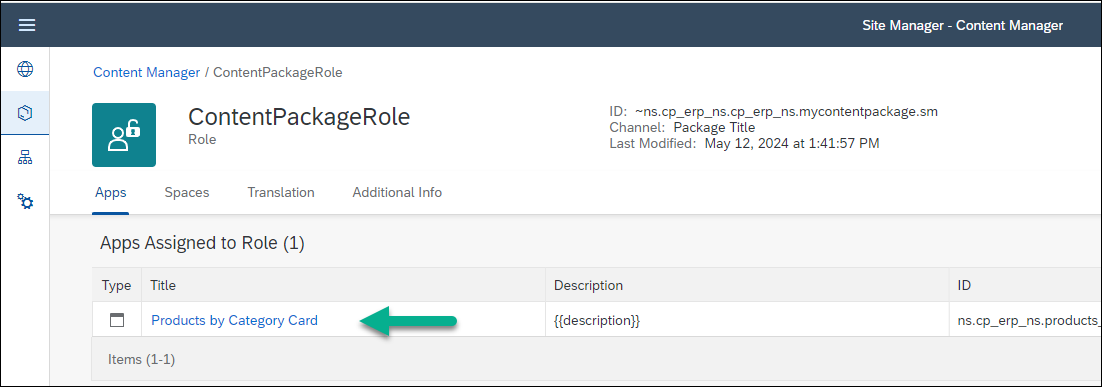 Site Manager - Content Manager
Content Manager / ContentPackageRole
ContentPackageRole
Role
ID: ~ns.cp_erp_ns.cp_erp_ns.mycontentpackage.sm
Channel: Package Title
Last Modified: May 12, 2024 at 1:41:57 PM
Apps Spaces Translation Additional Info
Apps Assigned to Role (1)
Type Title Description ID
Products by Category Card {{description}} ns.cp_erp_ns.products_
Items (1-1)